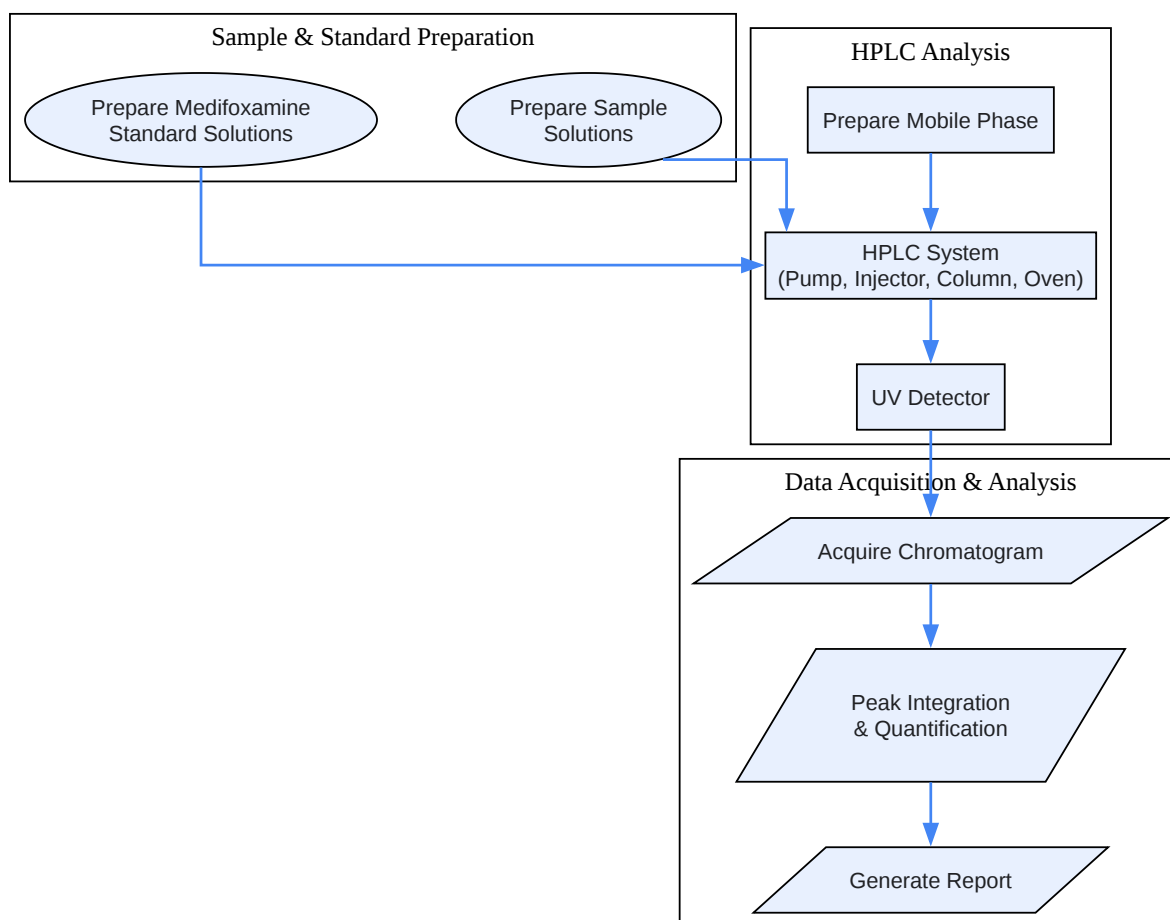 Sample & Standard Preparation
Prepare Medifoxamine
Standard Solutions
Prepare Sample
Solutions
HPLC Analysis
Prepare Mobile Phase
HPLC System
(Pump, Injector, Column, Oven)
UV Detector
Data Acquisition & Analysis
Acquire Chromatogram
Peak Integration
& Quantification
Generate Report